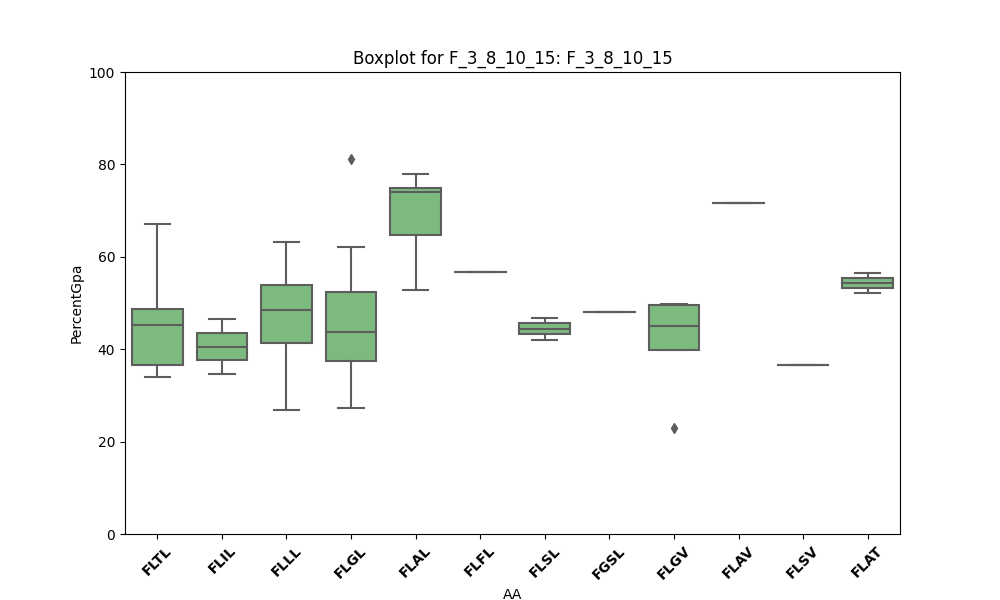 Boxplot for F_3_8_10_15: F_3_8_10_15
100
80
60
40
20
0
PercentGpa
FLTL FLIL FLLL FLGL FLAL FLFL FLSL FGSL FLGV FLAV FLSV FLAT
AA